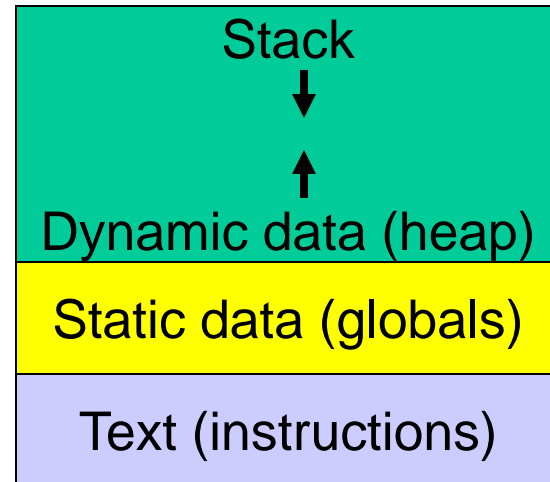 Stack
Dynamic data (heap)
Static data (globals)
Text (instructions)